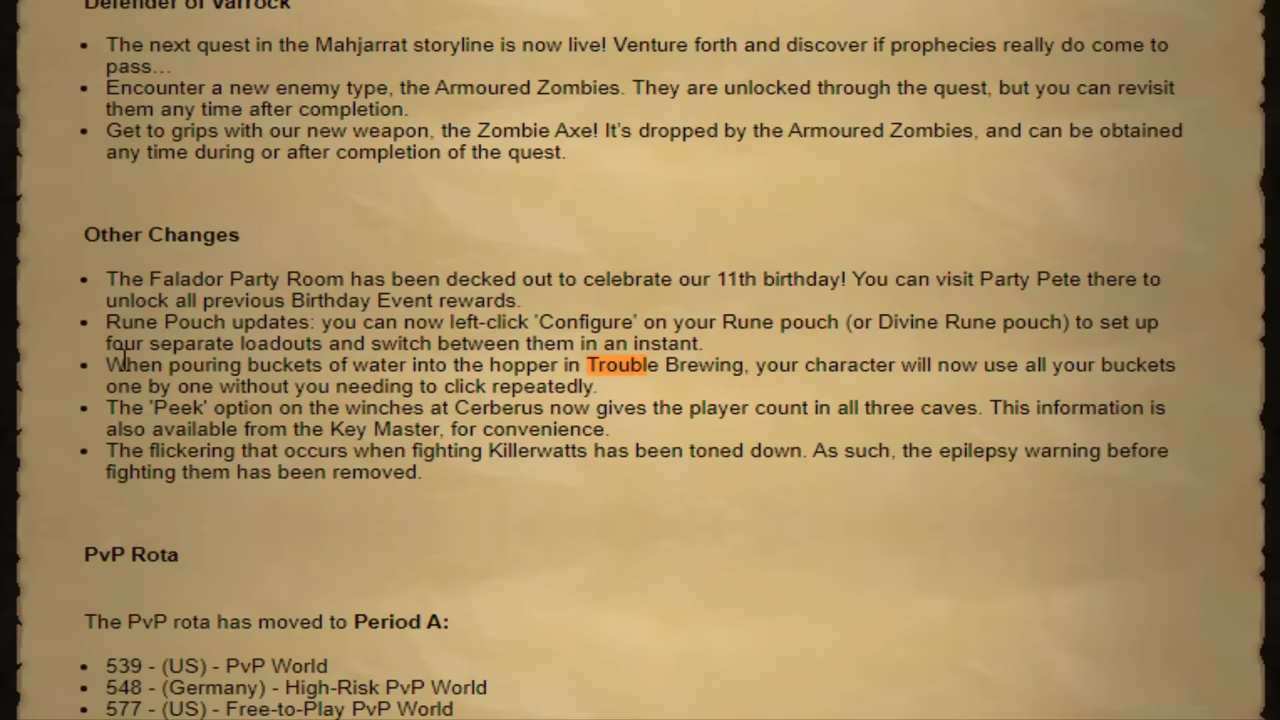 Defender of Varrock
• The next quest in the Mahjarrat storyline is now live! Venture forth and discover if prophecies really do come to
pass…
• Encounter a new enemy type, the Armoured Zombies. They are unlocked through the quest, but you can revisit
them any time after completion.
• Get to grips with our new weapon, the Zombie Axe! It’s dropped by the Armoured Zombies, and can be obtained
any time during or after completion of the quest.
Other Changes
• The Falador Party Room has been decked out to celebrate our 11th birthday! You can visit Party Pete there to
unlock all previous Birthday Event rewards.
• Rune Pouch updates: you can now left-click 'Configure' on your Rune pouch (or Divine Rune pouch) to set up
four separate loadouts and switch between them in an instant.
• When pouring buckets of water into the hopper in Trouble Brewing, your character will now use all your buckets
one by one without you needing to click repeatedly.
• The 'Peek' option on the winches at Cerberus now gives the player count in all three caves. This information is
also available from the Key Master, for convenience.
• The flickering that occurs when fighting Killerwatts has been toned down. As such, the epilepsy warning before
fighting them has been removed.
PvP Rota
The PvP rota has moved to Period A:
• 539 - (US) - PvP World
• 548 - (Germany) - High-Risk PvP World
• 577 - (US) - Free-to-Play PvP World